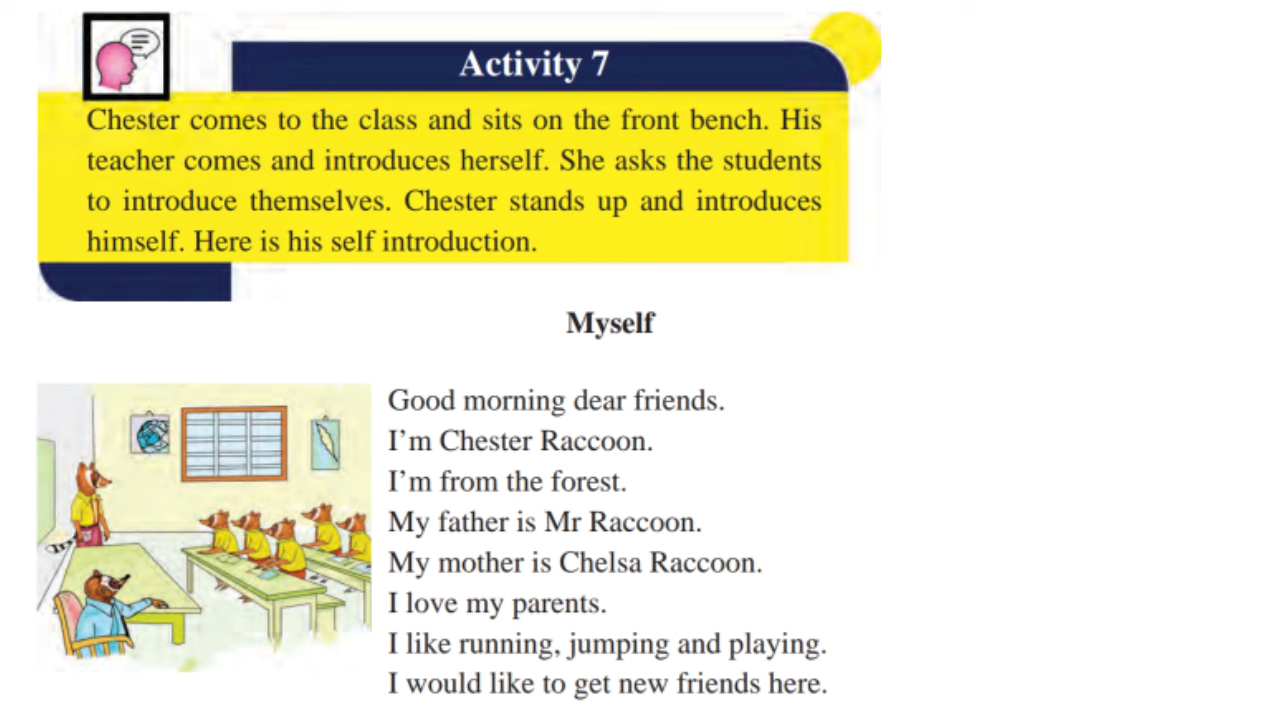 Activity 7
Chester comes to the class and sits on the front bench. His
teacher comes and introduces herself. She asks the students
to introduce themselves. Chester stands up and introduces
himself. Here is his self introduction.
Myself
Good morning dear friends.
I’m Chester Raccoon.
I’m from the forest.
My father is Mr Raccoon.
My mother is Chelsa Raccoon.
I love my parents.
I like running, jumping and playing.
I would like to get new friends here.